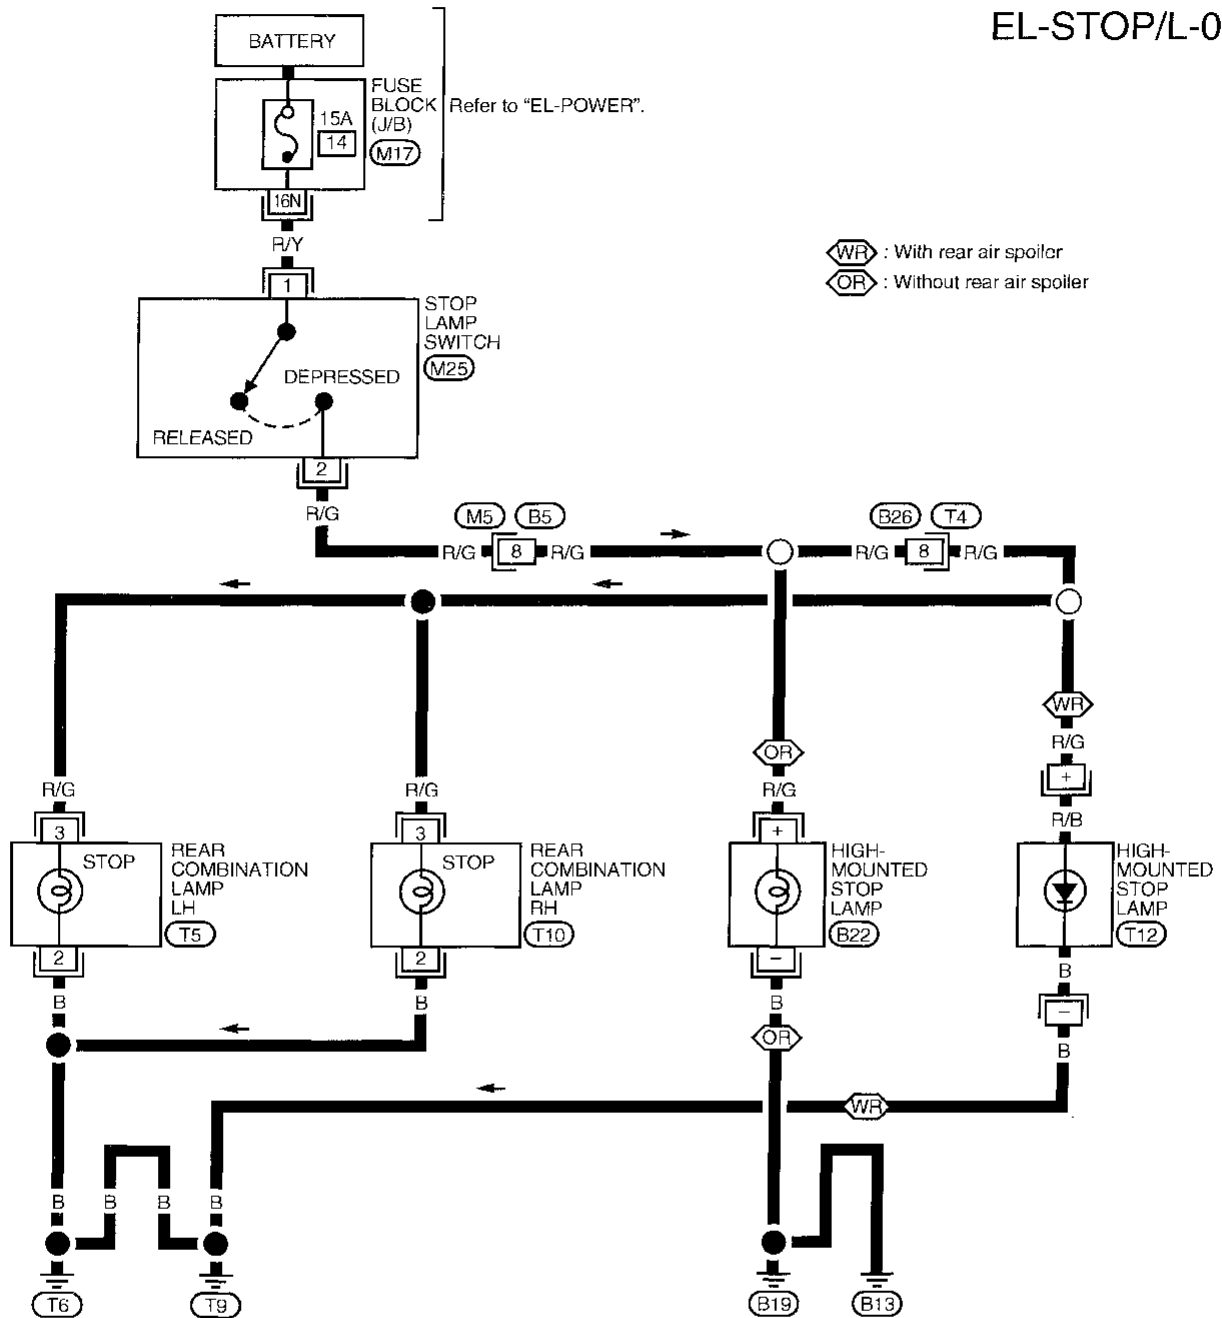 EL-STOP/L-0
BATTERY
FUSE
BLOCK
(J/B)
M17
15A
14
Refer to "EL-POWER".
16N
R/Y
1
WR : With rear air spoiler
OR : Without rear air spoiler
STOP
LAMP
SWITCH
M25
DEPRESSED
RELEASED
2
R/G
M5 B5
B26 T4
R/G 8 R/G
R/G 8 R/G
WR
R/G
+
R/B
OR
R/G
+
R/G
3
R/G
3
STOP
REAR
COMBINATION
LAMP
LH
T5
STOP
REAR
COMBINATION
LAMP
RH
T10
HIGH-
MOUNTED
STOP
LAMP
B22
HIGH-
MOUNTED
STOP
LAMP
T12
2
2
–
B
B
B
B
–
OR
B
WR
B
B
B
B
T6
T9
B19
B13